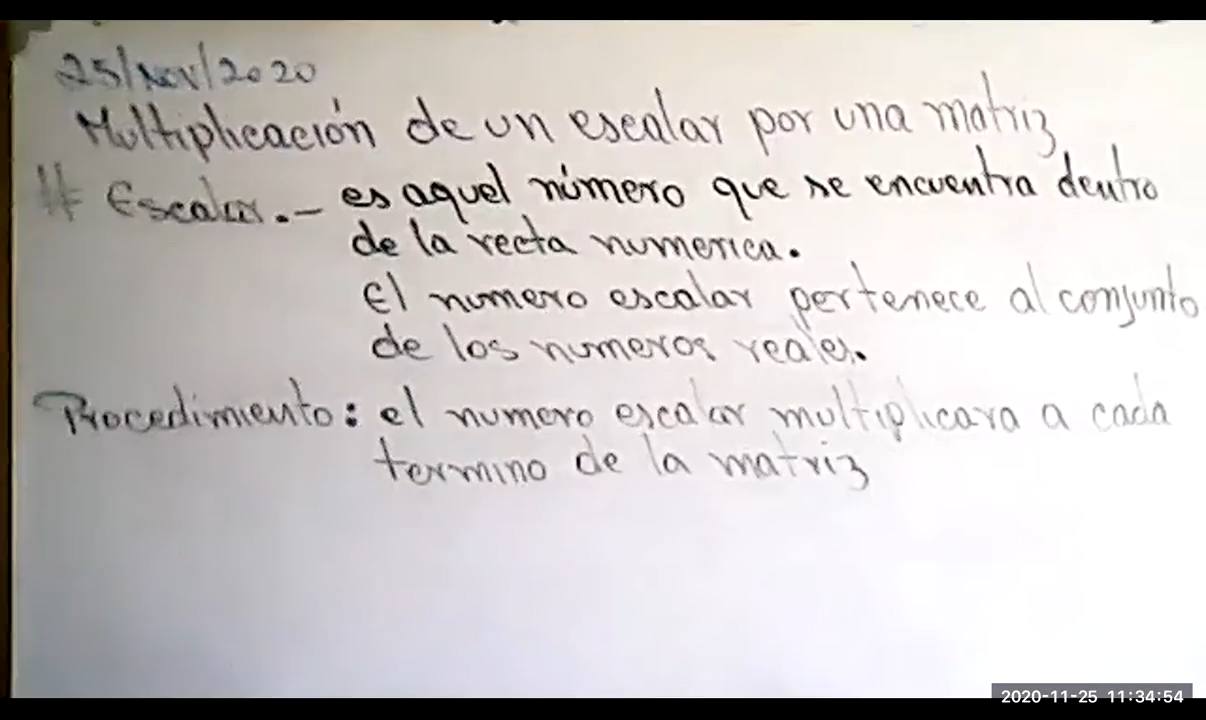 25/Nov/2020
Multiplicación de un escalar por una matriz
# Escalar.- es aquel número que se encuentra dentro
de la recta numerica.
El numero escalar pertenece al conjunto
de los numeros reales.
Procedimiento: el numero escalar multiplicara a cada
termino de la matriz
2020-11-25 11:34:54